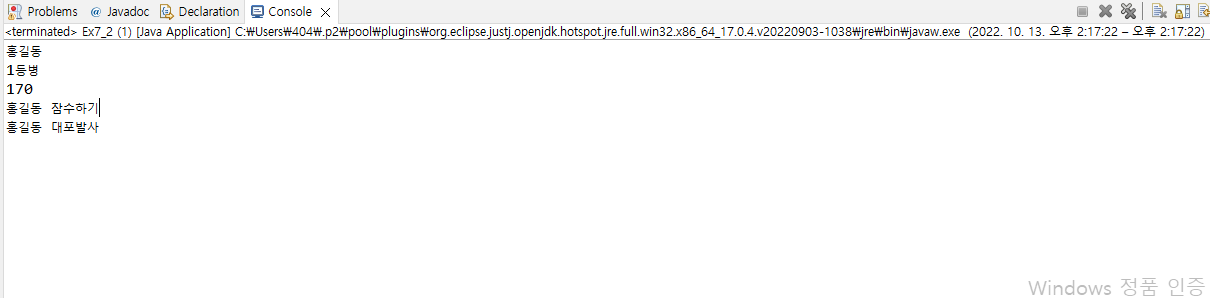 Problems @ Javadoc Declaration Console
<terminated> Ex7_2 (1) [Java Application] C:₩Users₩404₩.p2₩pool₩plugins₩org.eclipse.justj.openjdk.hotspot.jre.full.win32.x86_64_17.0.4.v20220903-1038₩jre₩bin₩javaw.exe (2022. 10. 13. 오후 2:17:22 – 오후 2:17:22)
홍길동
1등병
170
홍길동 잠수하기
홍길동 대포발사
Windows 정품 인증